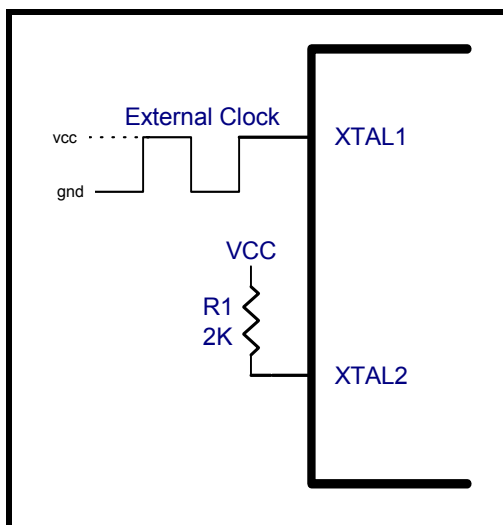 External Clock
vcc
XTAL1
gnd
VCC
R1
2K
XTAL2